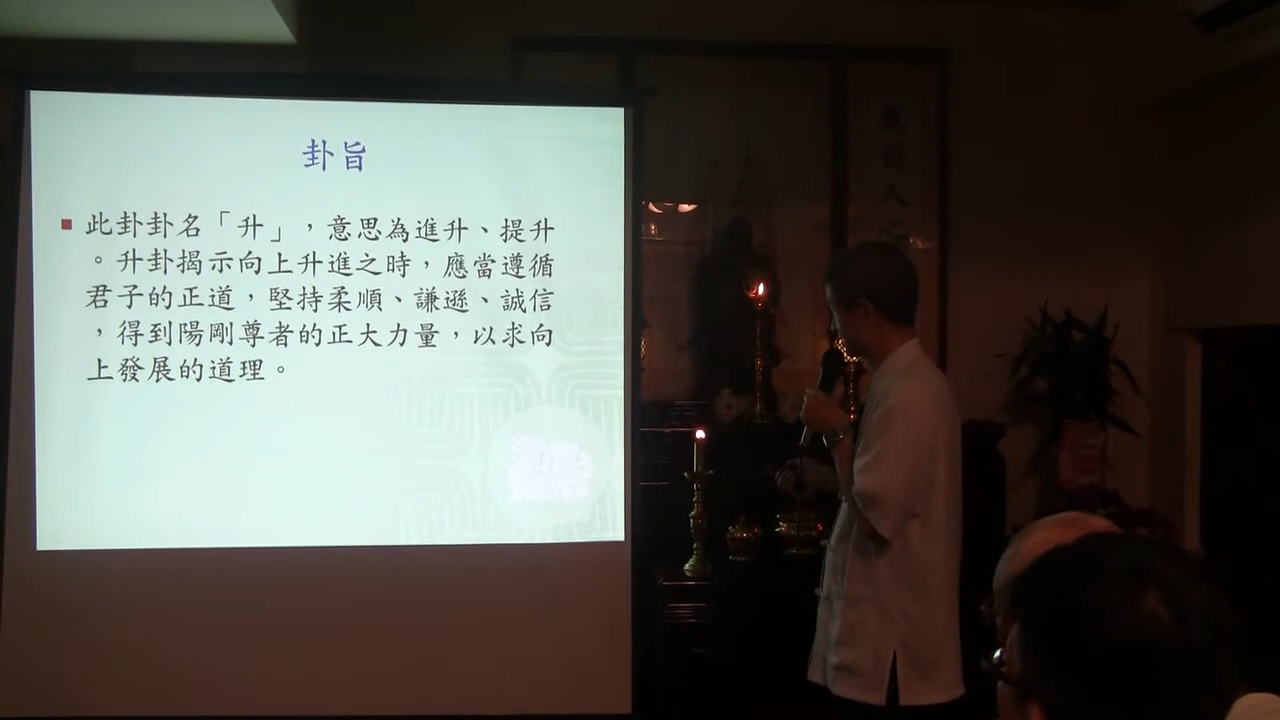 卦旨
此卦卦名「升」，意思為進升、提升
。升卦揭示向上升進之時，應當遵循
君子的正道，堅持柔順、謙遜、誠信
，得到陽剛尊者的正大力量，以求向
上發展的道理。
人心